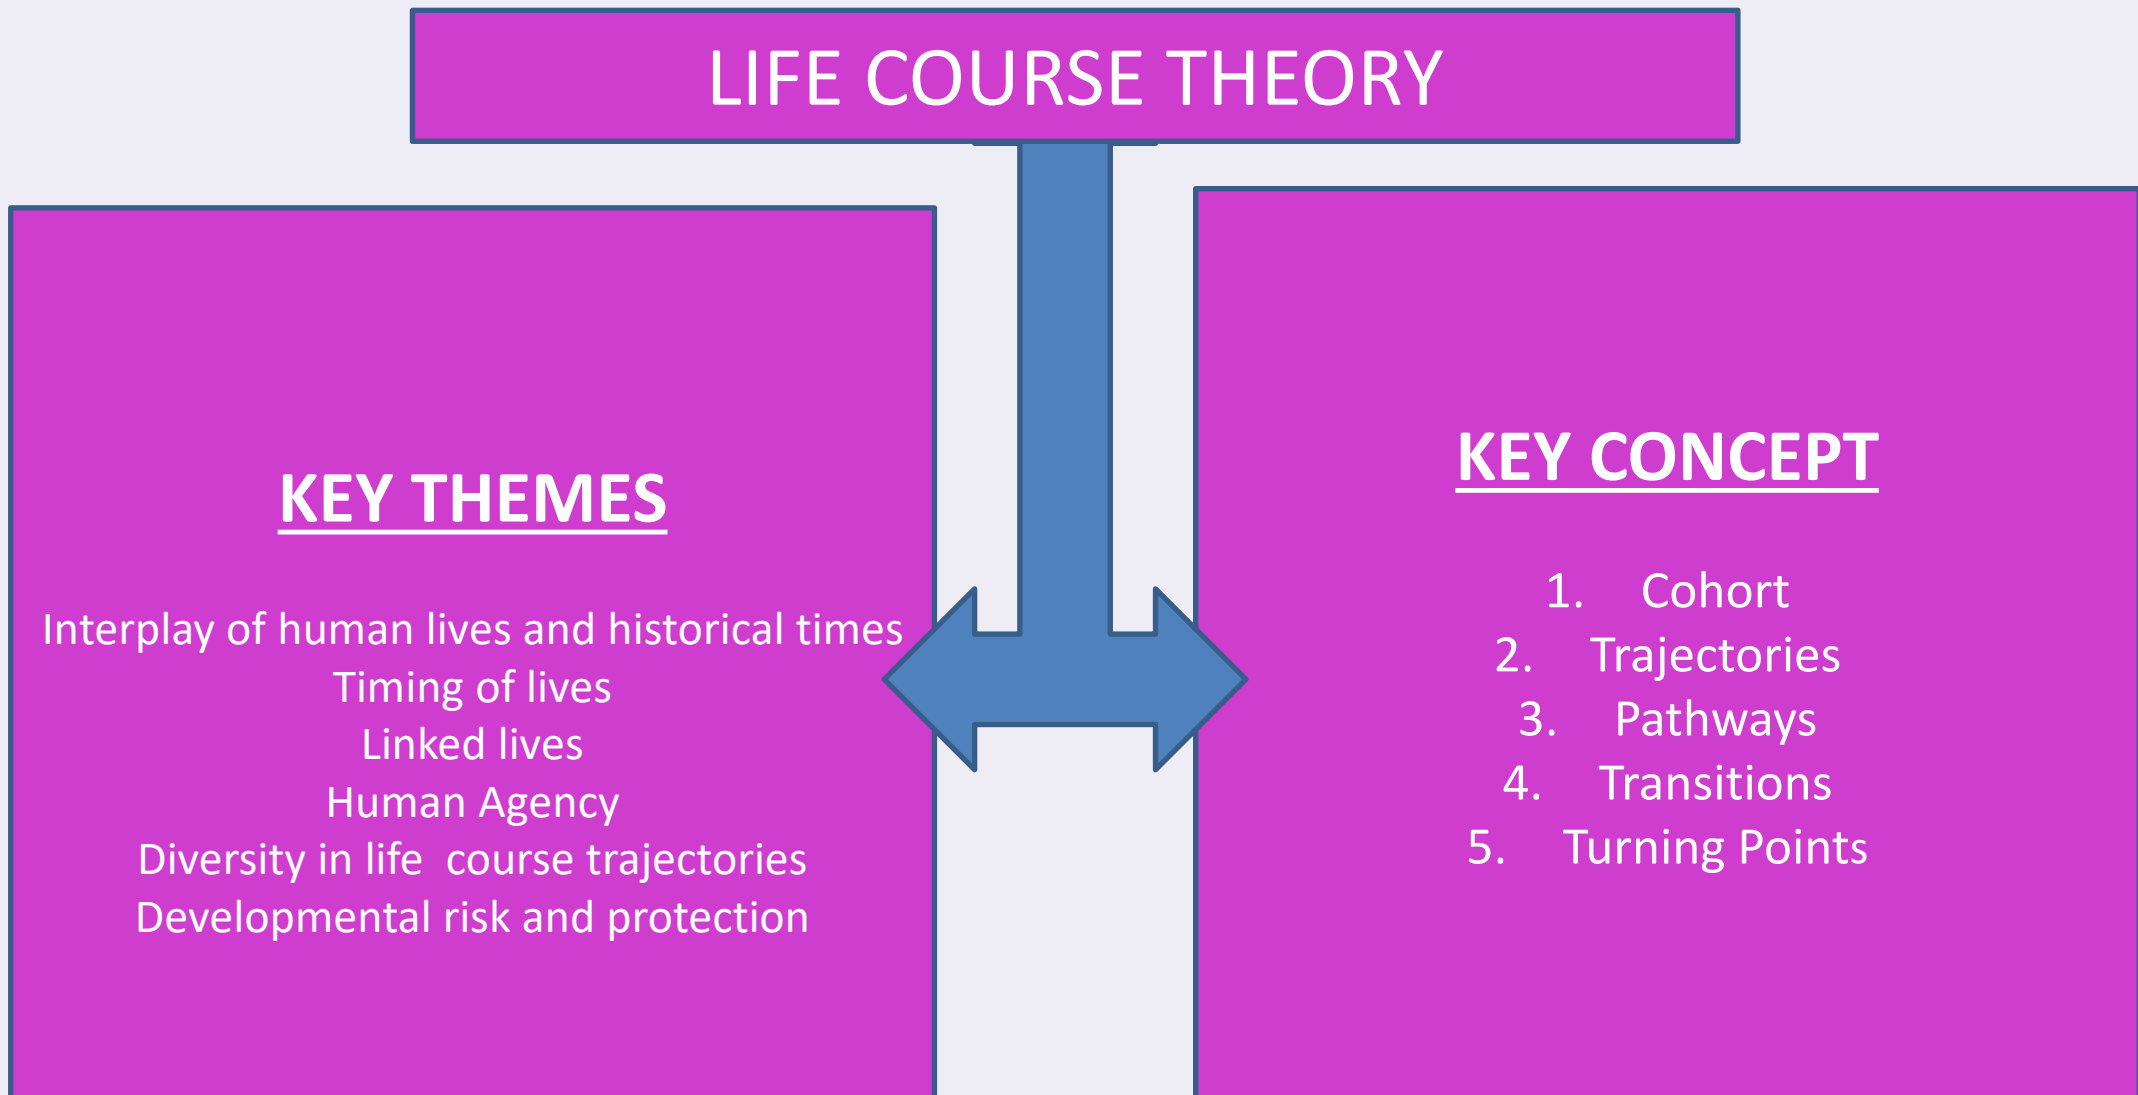 LIFE COURSE THEORY
KEY THEMES
Interplay of human lives and historical times
Timing of lives
Linked lives
Human Agency
Diversity in life  course trajectories
Developmental risk and protection
KEY CONCEPT
1. Cohort
2. Trajectories
3. Pathways
4. Transitions
5. Turning Points